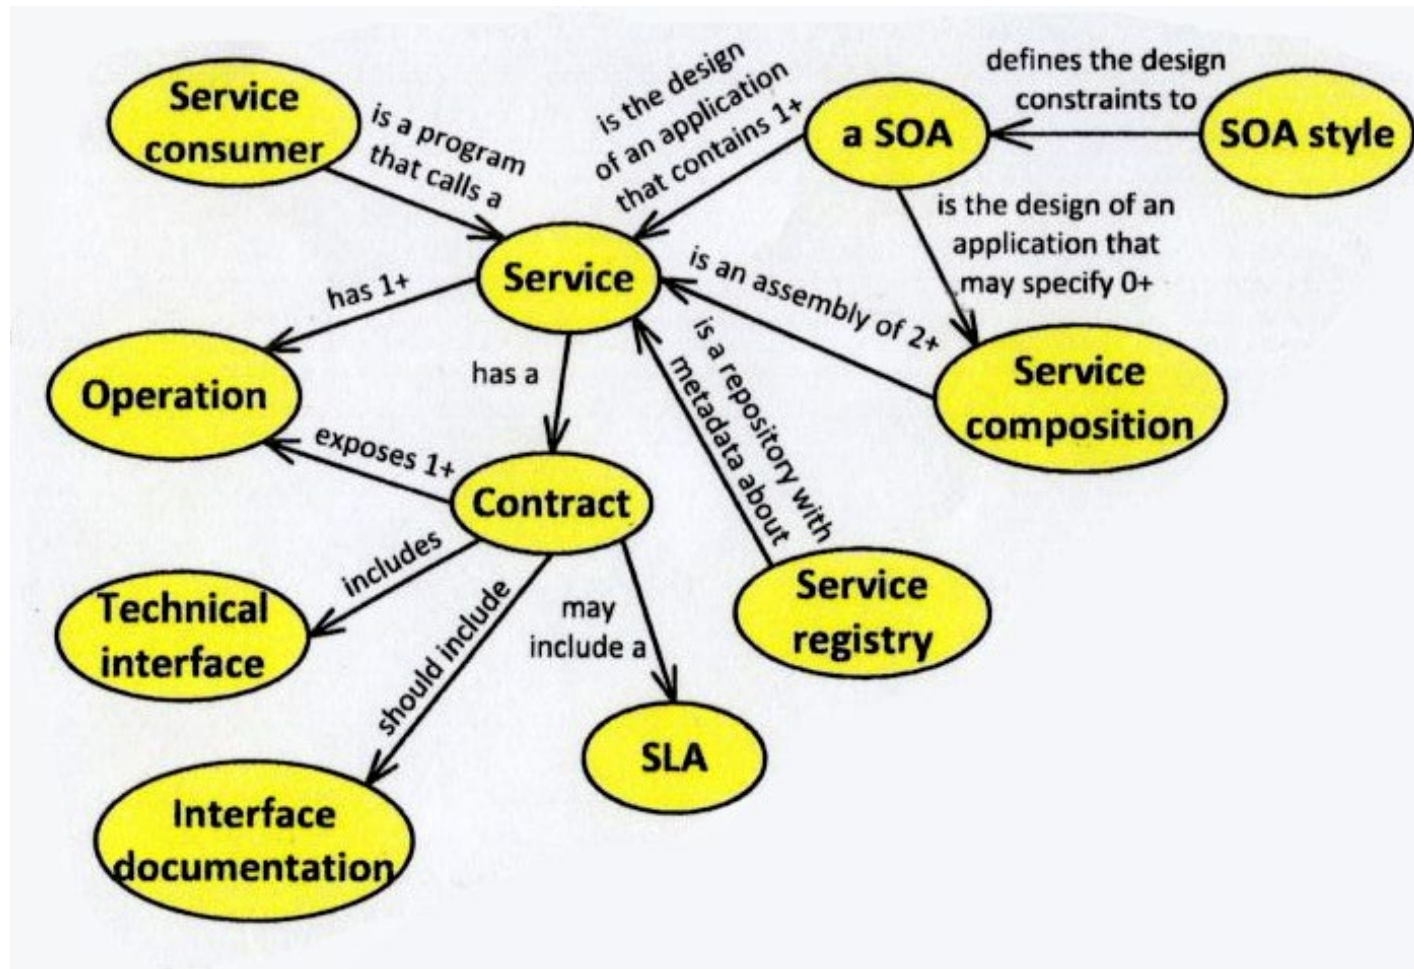 Service
consumer
is a program
that calls a
is the design
of an application
that contains 1+
a SOA
defines the design
constraints to
SOA style
is the design of an
application that
may specify 0+
Service
is an assembly of 2+
has 1+
Operation
has a
is a repository with
metadata about
Service
composition
exposes 1+
Contract
includes
Technical
interface
should include
may
include a
Service
registry
SLA
Interface
documentation